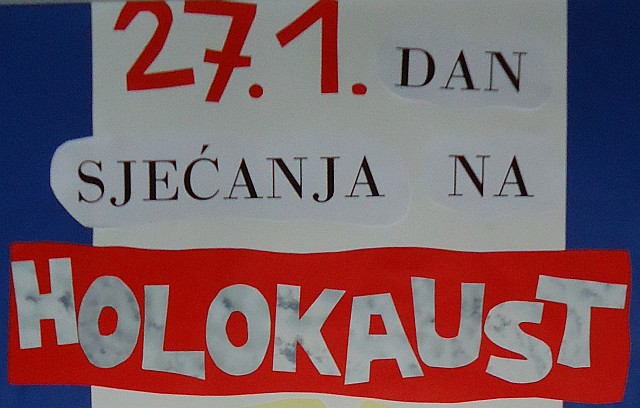 27.1. DAN
SJEĆANJA NA
HOLOKAUST